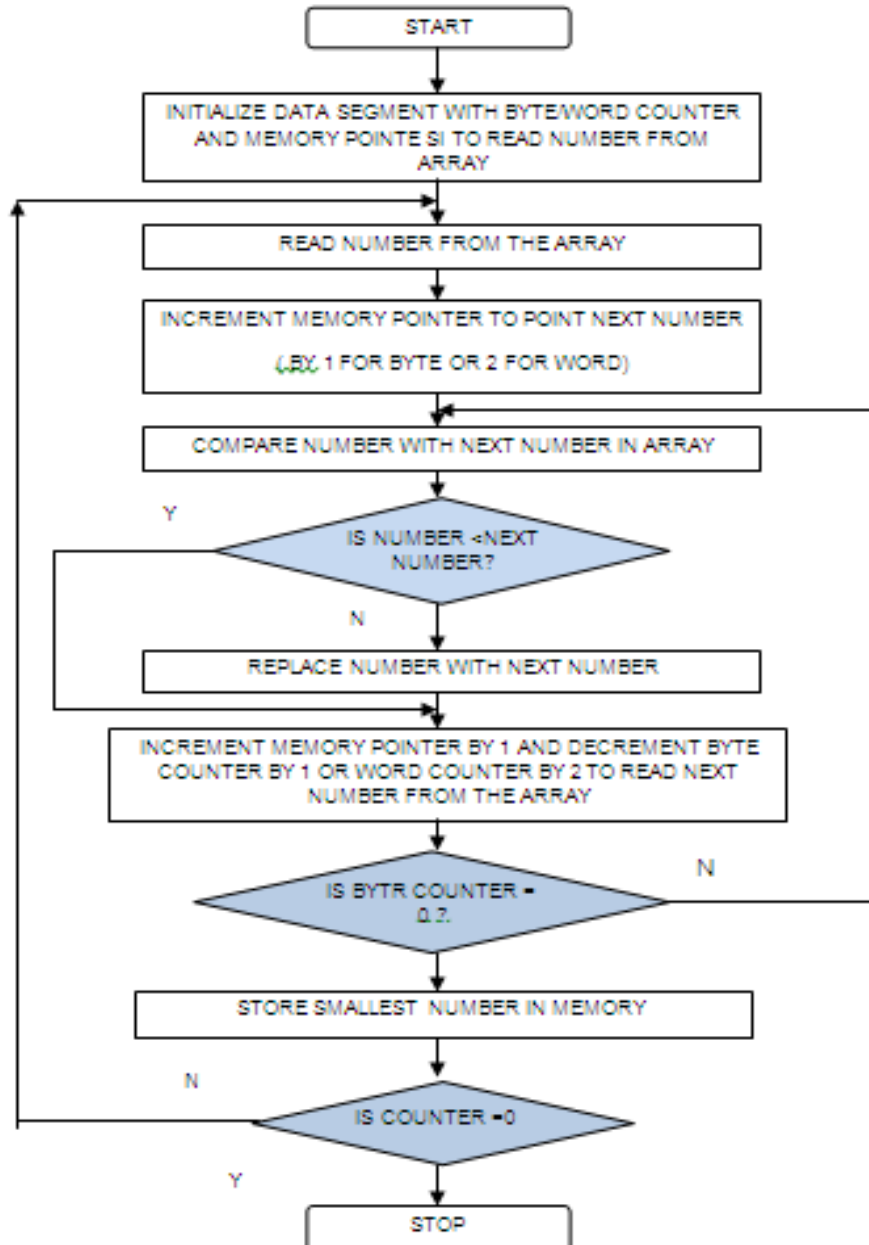 START
INITIALIZE DATA SEGMENT WITH BYTE/WORD COUNTER
AND MEMORY POINTE SI TO READ NUMBER FROM
ARRAY
READ NUMBER FROM THE ARRAY
INCREMENT MEMORY POINTER TO POINT NEXT NUMBER
( BY 1 FOR BYTE OR 2 FOR WORD)
COMPARE NUMBER WITH NEXT NUMBER IN ARRAY
Y
IS NUMBER <NEXT
NUMBER?
N
REPLACE NUMBER WITH NEXT NUMBER
INCREMENT MEMORY POINTER BY 1 AND DECREMENT BYTE
COUNTER BY 1 OR WORD COUNTER BY 2 TO READ NEXT
NUMBER FROM THE ARRAY
N
IS BYTR COUNTER =
0 ?
STORE SMALLEST NUMBER IN MEMORY
N
IS COUNTER =0
Y
STOP